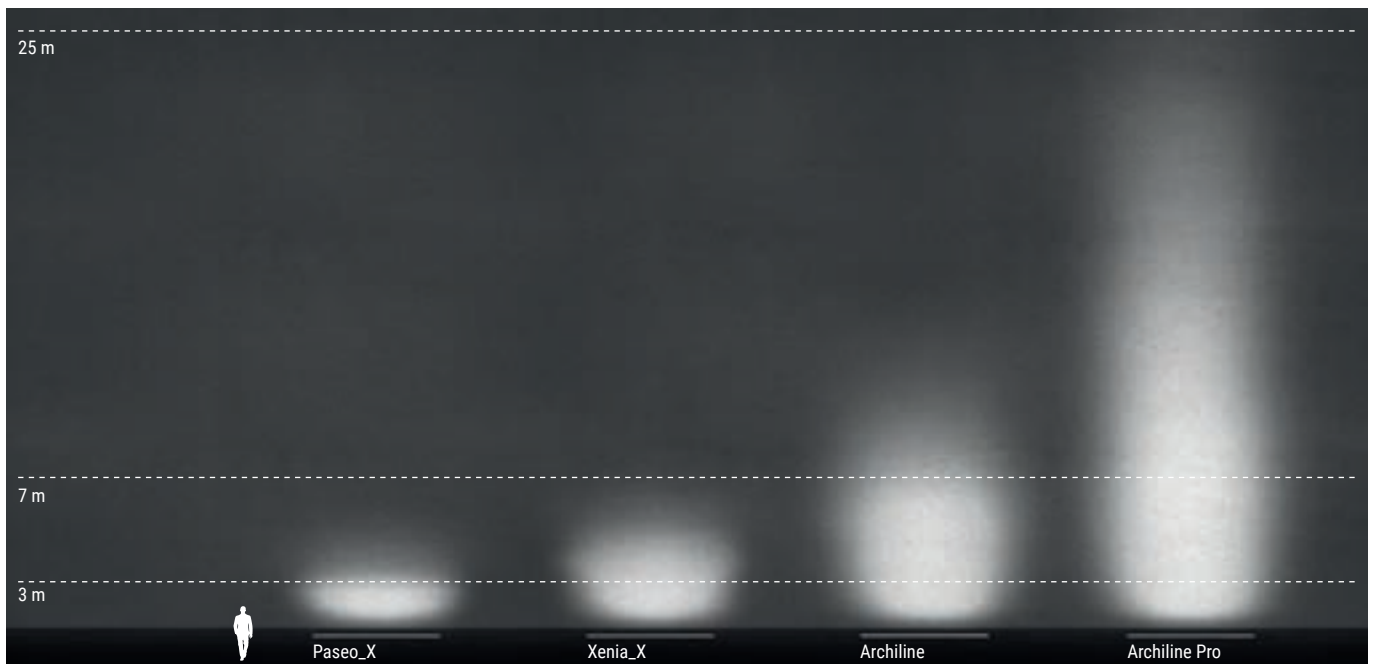 25 m
7 m
3 m
Paseo_X
Xenia_X
Archiline
Archiline Pro